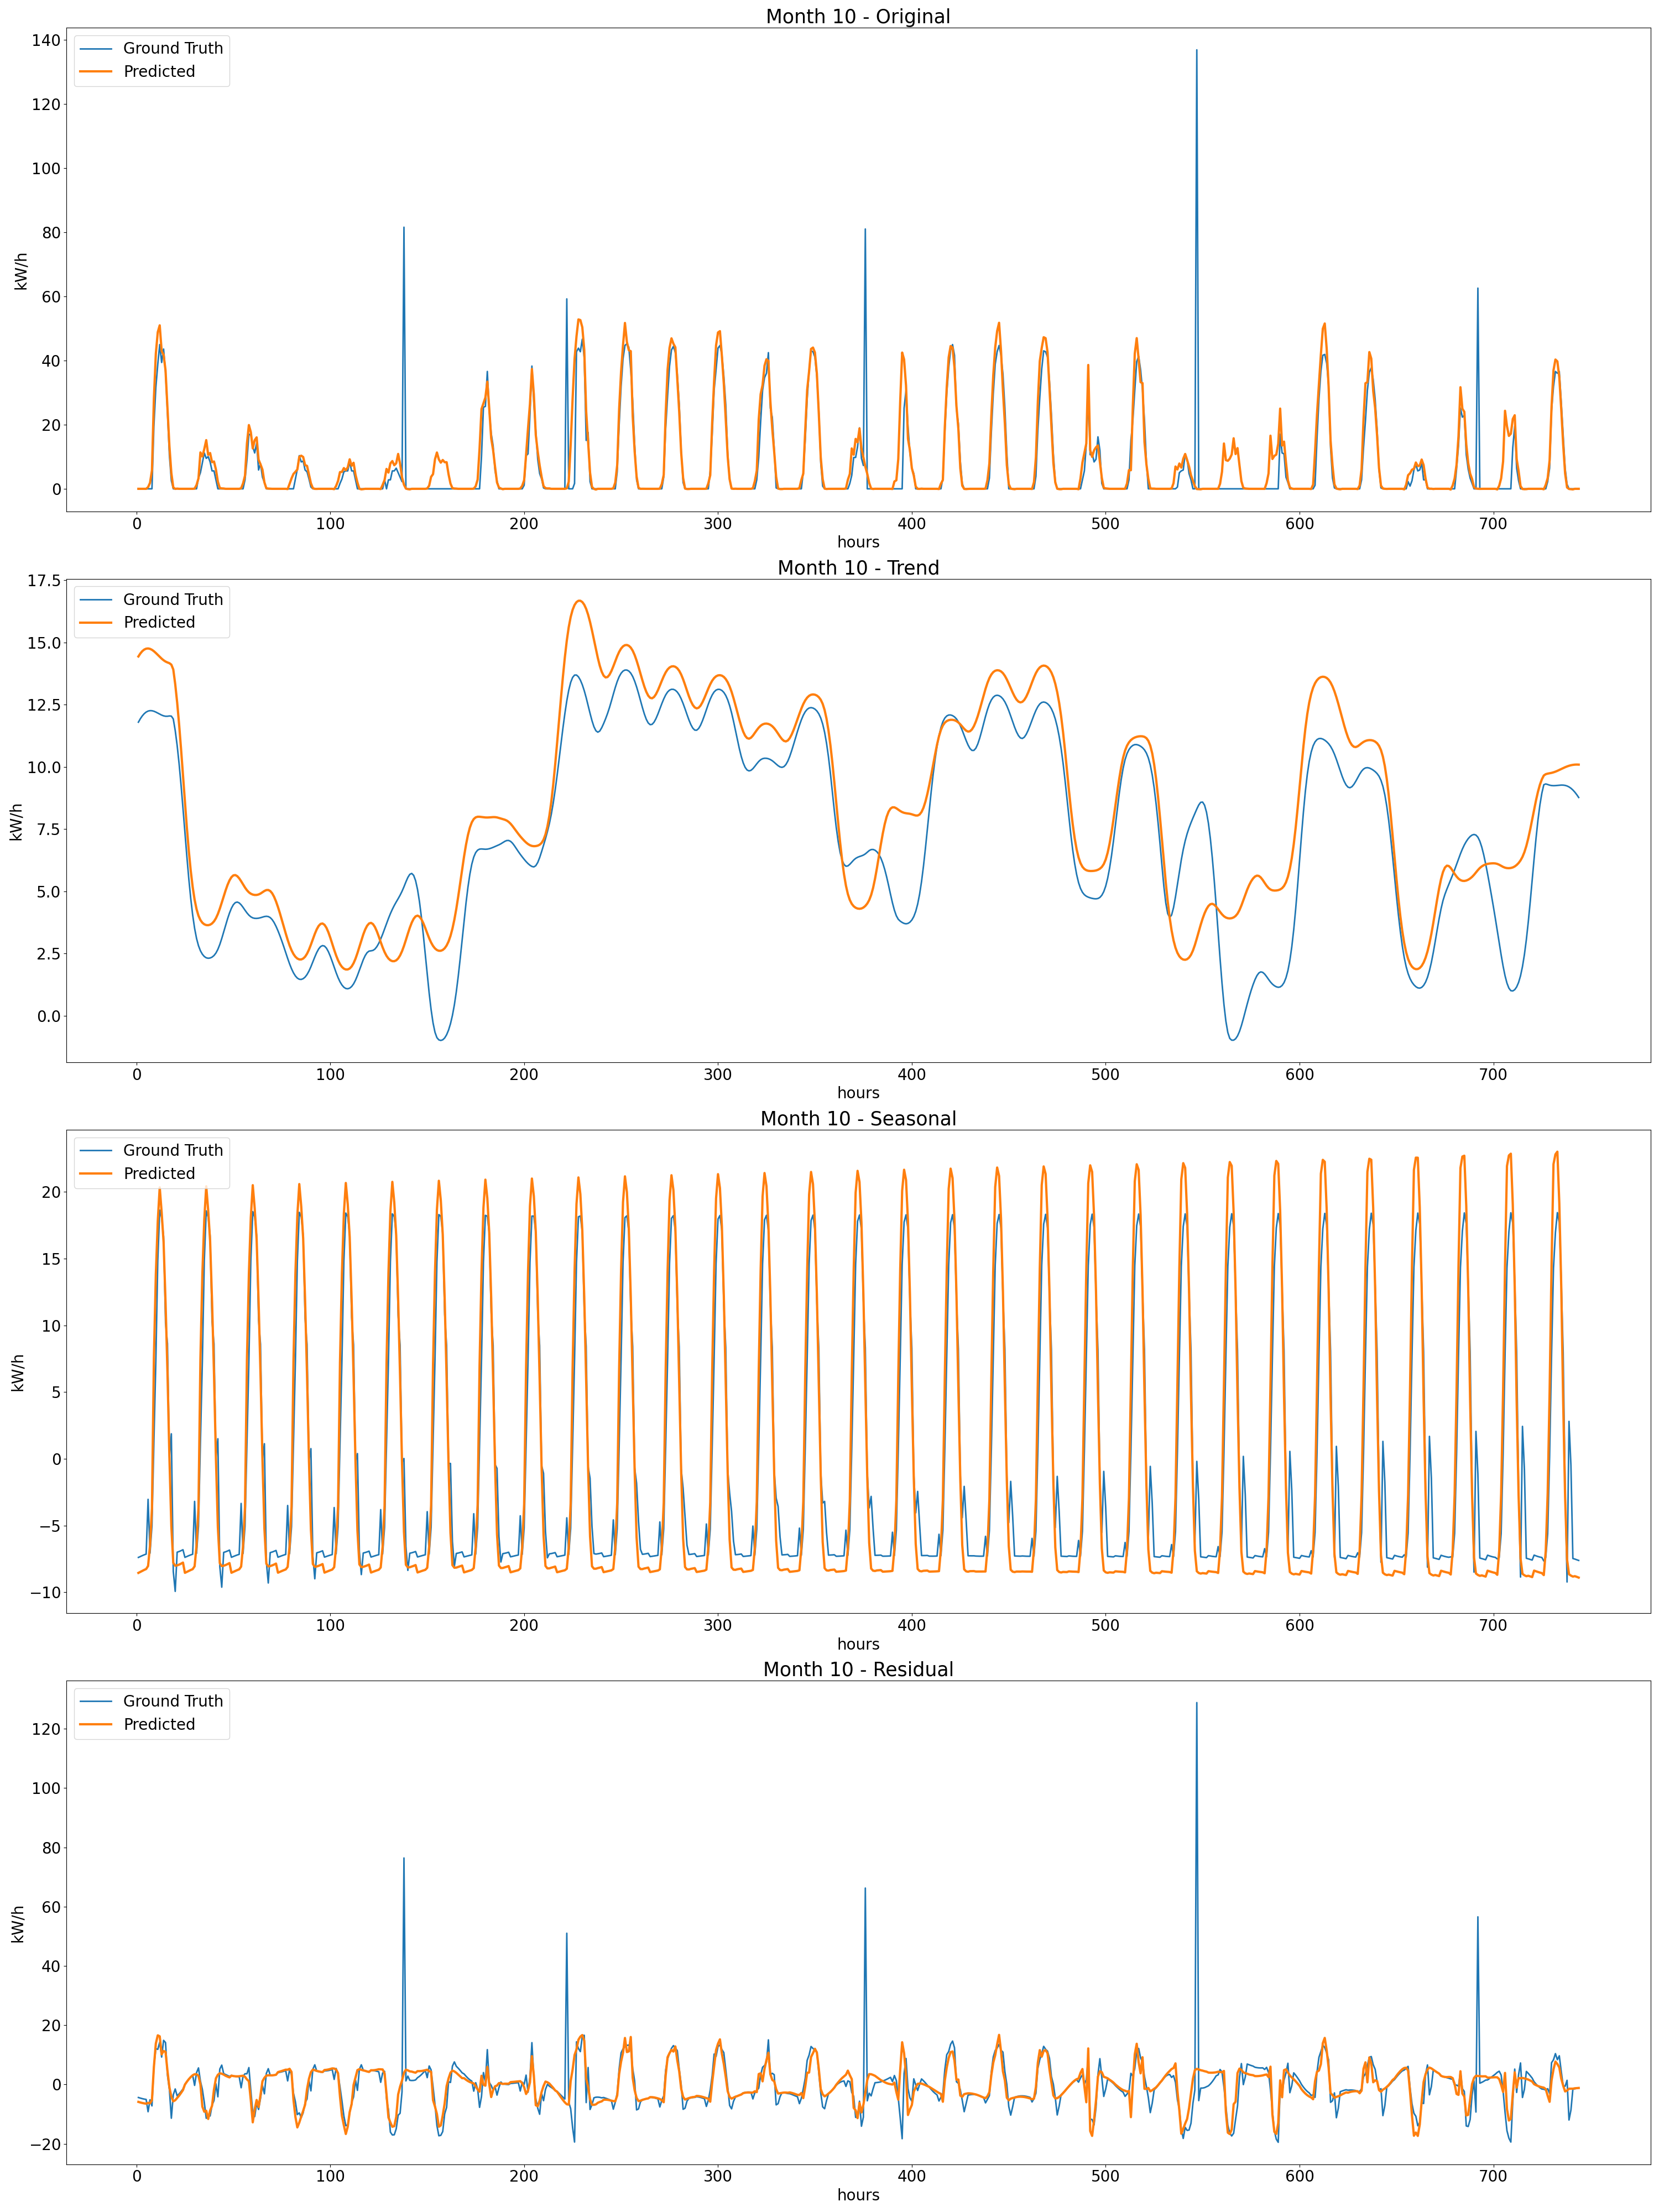 Month 10 - Original
Ground Truth
Predicted
kW/h
140
120
100
80
60
40
20
0
0 100 200 300 400 500 600 700
hours
Month 10 - Trend
Ground Truth
Predicted
kW/h
17.5
15.0
12.5
10.0
7.5
5.0
2.5
0.0
0 100 200 300 400 500 600 700
hours
Month 10 - Seasonal
Ground Truth
Predicted
kW/h
20
15
10
5
0
−5
−10
0 100 200 300 400 500 600 700
hours
Month 10 - Residual
Ground Truth
Predicted
kW/h
120
100
80
60
40
20
0
−20
0 100 200 300 400 500 600 700
hours